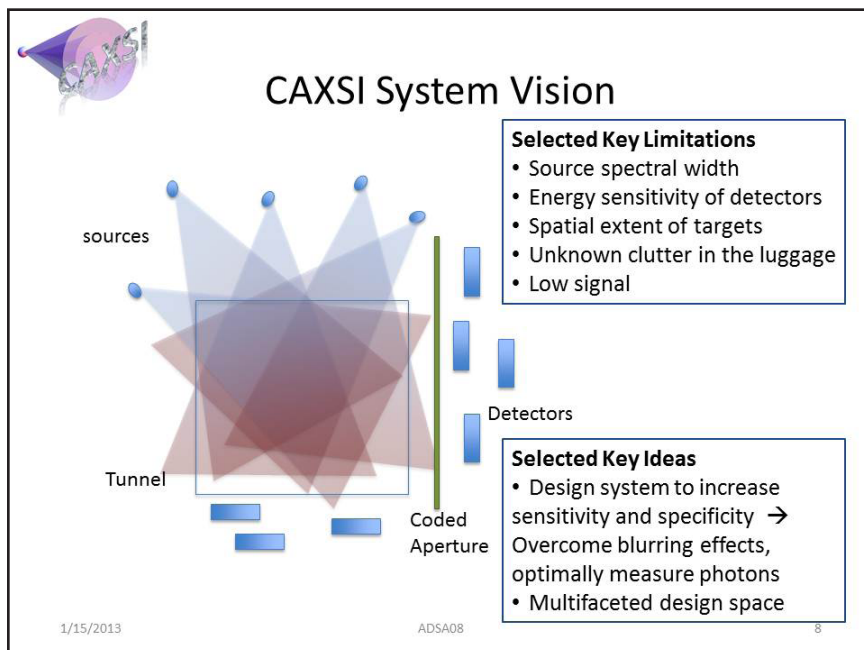 CAXSI
CAXSI System Vision
sources
Tunnel
Coded
Aperture
Detectors
Selected Key Limitations
• Source spectral width
• Energy sensitivity of detectors
• Spatial extent of targets
• Unknown clutter in the luggage
• Low signal
Selected Key Ideas
• Design system to increase
sensitivity and specificity →
Overcome blurring effects,
optimally measure photons
• Multifaceted design space
1/15/2013
ADSA08
8